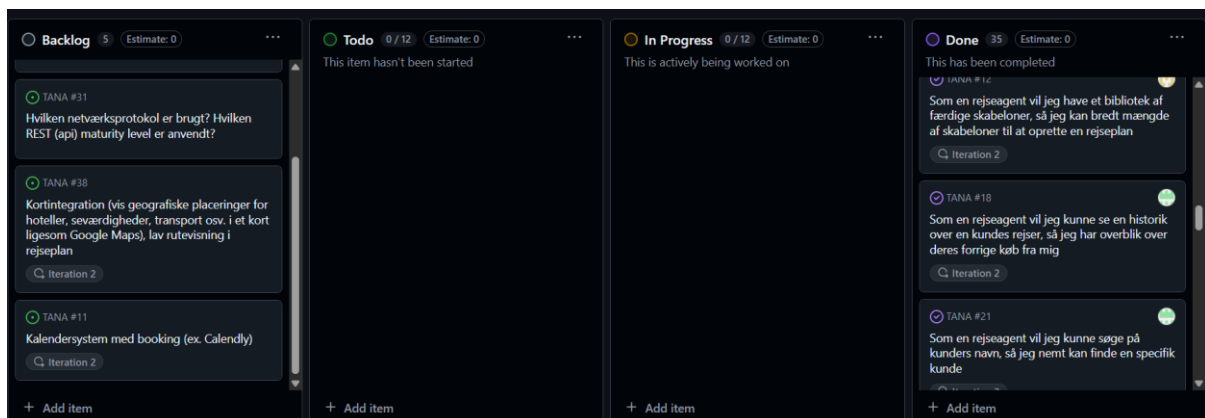 Backlog 5 Estimate: 0 ...
TANA #31
Hvilken netværksprotokol er brugt? Hvilken
REST (api) maturity level er anvendt?
TANA #38
Kortintegration (vis geografiske placeringer for
hoteller, seværdigheder, transport osv. i et kort
ligesom Google Maps), lav rutevisning i
rejseplan
Iteration 2
TANA #11
Kalendersystem med booking (ex. Calendly)
Iteration 2
+ Add item
Todo 0 / 12 Estimate: 0 ...
This item hasn't been started
+ Add item
In Progress 0 / 12 Estimate: 0 ...
This is actively being worked on
+ Add item
Done 35 Estimate: 0 ...
This has been completed
TANA #12
Som en rejseagent vil jeg have et bibliotek af
færdige skabeloner, så jeg kan bredt mængde
af skabeloner til at oprette en rejseplan
Iteration 2
TANA #18
Som en rejseagent vil jeg kunne se en historik
over en kundes rejser, så jeg har overblik over
deres forrige køb fra mig
Iteration 2
TANA #21
Som en rejseagent vil jeg kunne søge på
kunders navn, så jeg nemt kan finde en specifik
kunde
Iteration 2
+ Add item